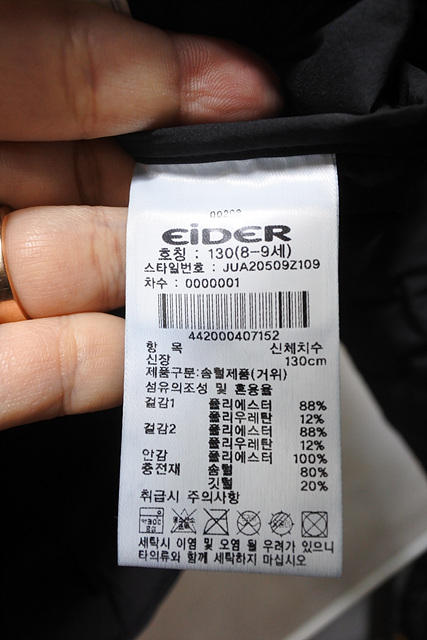 00202
EIDER
호칭 : 130(8-9세)
스타일번호 : JUA20509Z109
차수 : 0000001
442000407152
항 목 신체치수
신장 130cm
제품구분:솜털제품(거위)
섬유의조성 및 혼용율
겉감1 폴리에스터 88%
폴리우레탄 12%
겉감2 폴리에스터 88%
폴리우레탄 12%
안감 폴리에스터 100%
충전재 솜털 80%
깃털 20%
취급시 주의사항
세탁시 이염 및 오염 될 우려가 있으니
타의류와 함께 세탁하지 마십시오